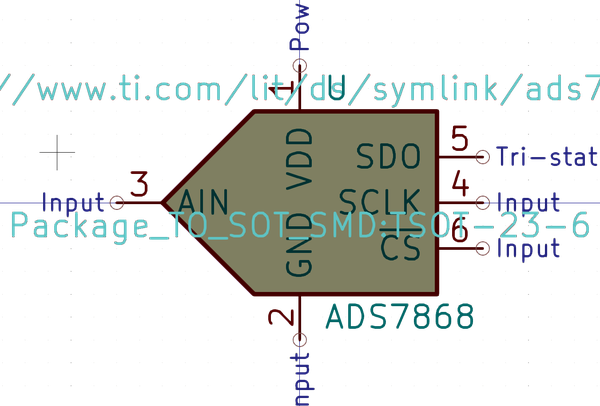 Pow
1
//www.ti.com/lit/ds/symlink/ads7
U
VDD
SDO
5
Tri-stat
3
Input
AIN
SCLK
4
Input
Package_TO_SOT_SMD:TSOT-23-6
GND
CS
6
Input
2
ADS7868
nput